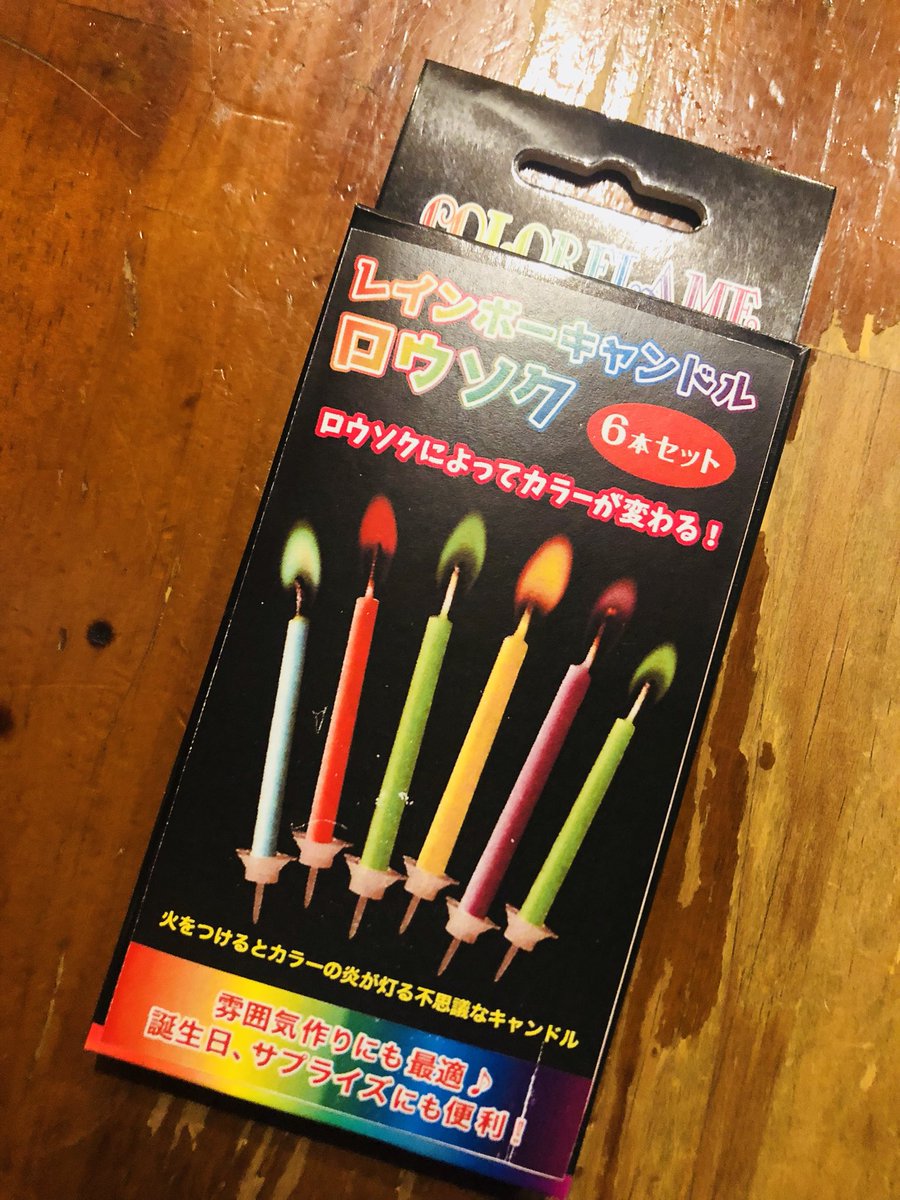 COLOR FLAME
レインボーキャンドル
ロウソク
6本セット
ロウソクによってカラーが変わる！
火をつけるとカラーの炎が灯る不思議なキャンドル
雰囲気作りにも最適♪
誕生日、サプライズにも便利！